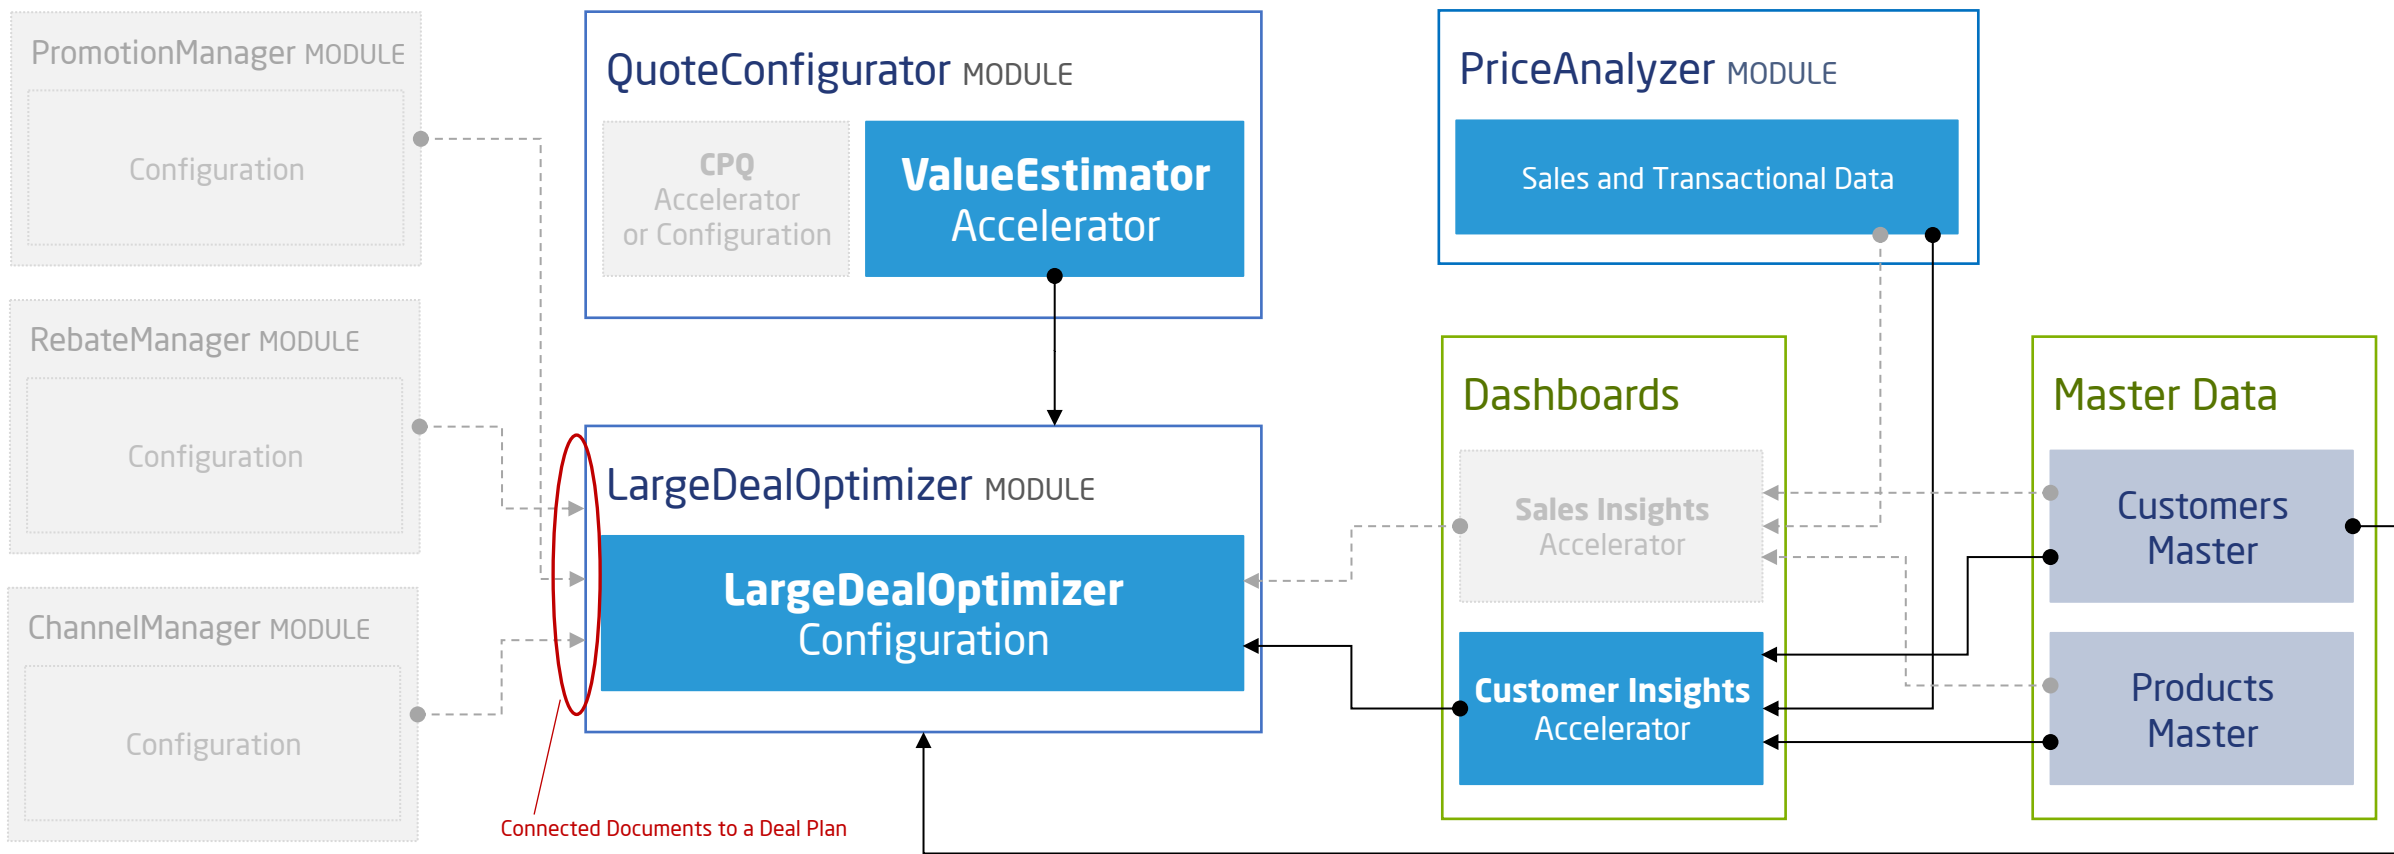 PromotionManager MODULE
Configuration
RebateManager MODULE
Configuration
ChannelManager MODULE
Configuration
QuoteConfigurator MODULE
CPQ
Accelerator
or Configuration
ValueEstimator
Accelerator
LargeDealOptimizer MODULE
LargeDealOptimizer
Configuration
Connected Documents to a Deal Plan
PriceAnalyzer MODULE
Sales and Transactional Data
Dashboards
Sales Insights
Accelerator
Customer Insights
Accelerator
Master Data
Customers
Master
Products
Master